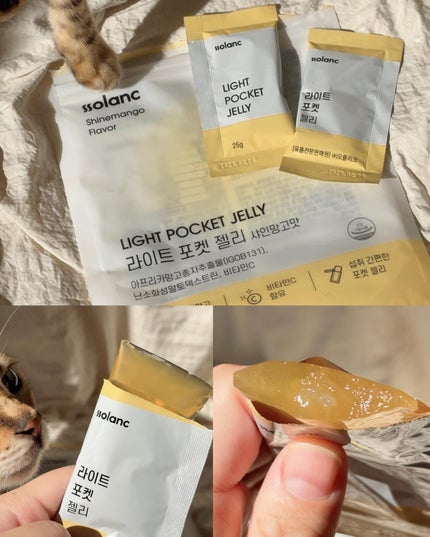 ssolanc
Shinemango
Flavor
LIGHT POCKET JELLY
라이트 포켓 젤리 샤인망고맛
아프리카망고종자추출물(IGOB131),
난소화성말토덱스트린, 비타민C
비타민C
함유
섭취 간편한
포켓 젤리
ssolanc
LIGHT
POCKET
JELLY
25g
ssolanc
라이트
포켓
젤리
ssolanc
라이트
포켓
젤리